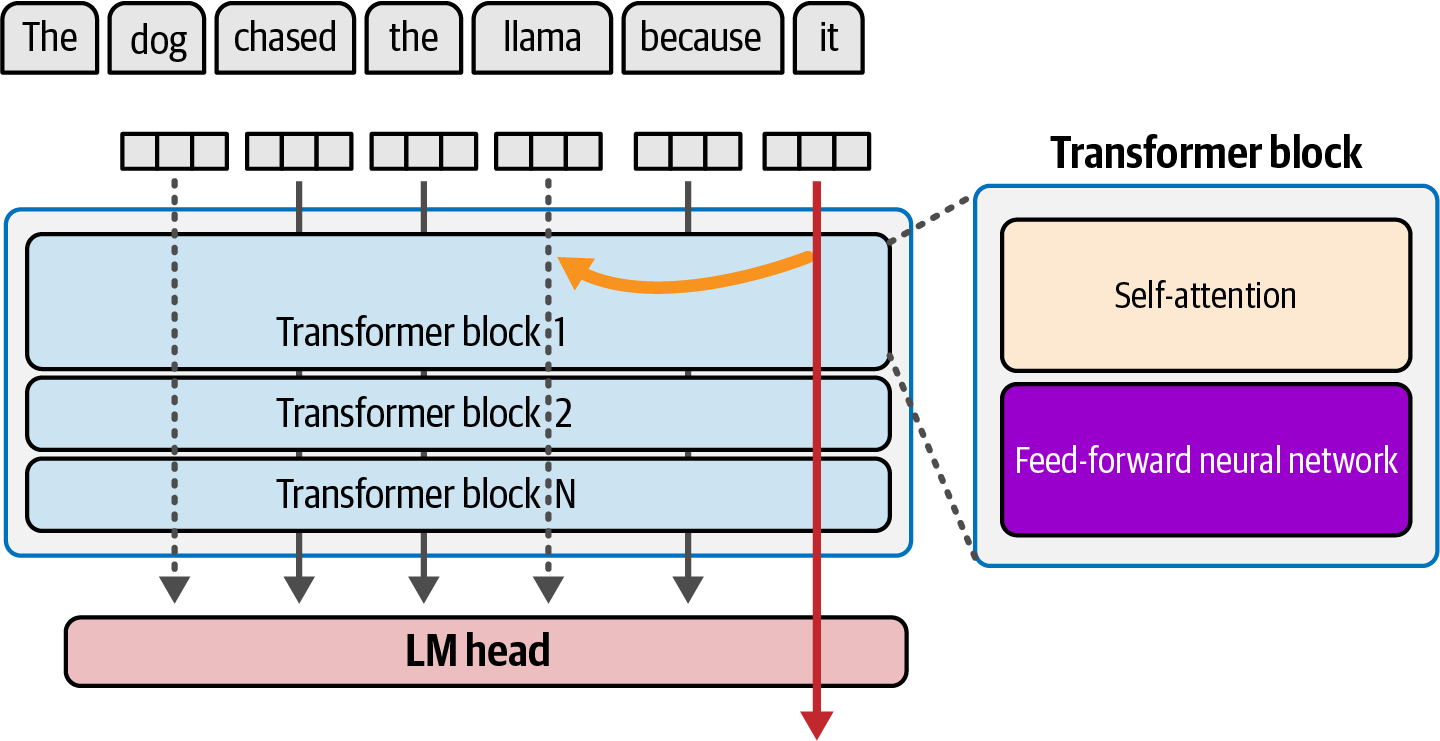 The dog chased the llama because it
Transformer block
Self-attention
Feed-forward neural network
Transformer block 1
Transformer block 2
Transformer block N
LM head